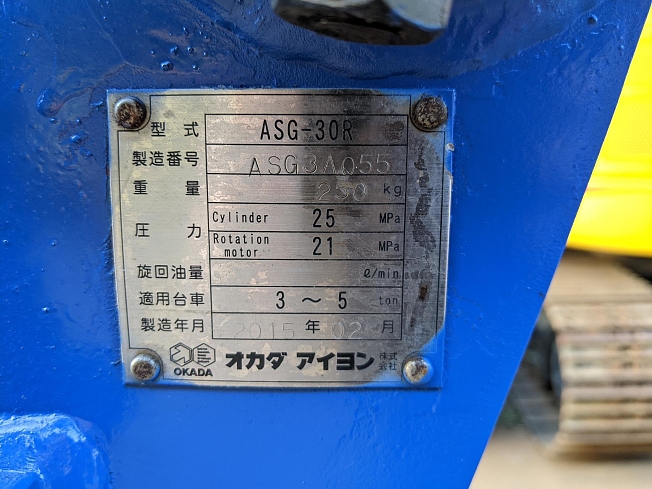 型式 ASG-30R
製造番号 ASG3A055
重量 290 kg
圧力 Cylinder 25 MPa
Rotation motor 21 MPa
旋回油量 ℓ/min
適用台車 3 ～ 5 ton
製造年月 2015 年 02 月
OKADA オカダ アイヨン 株式会社